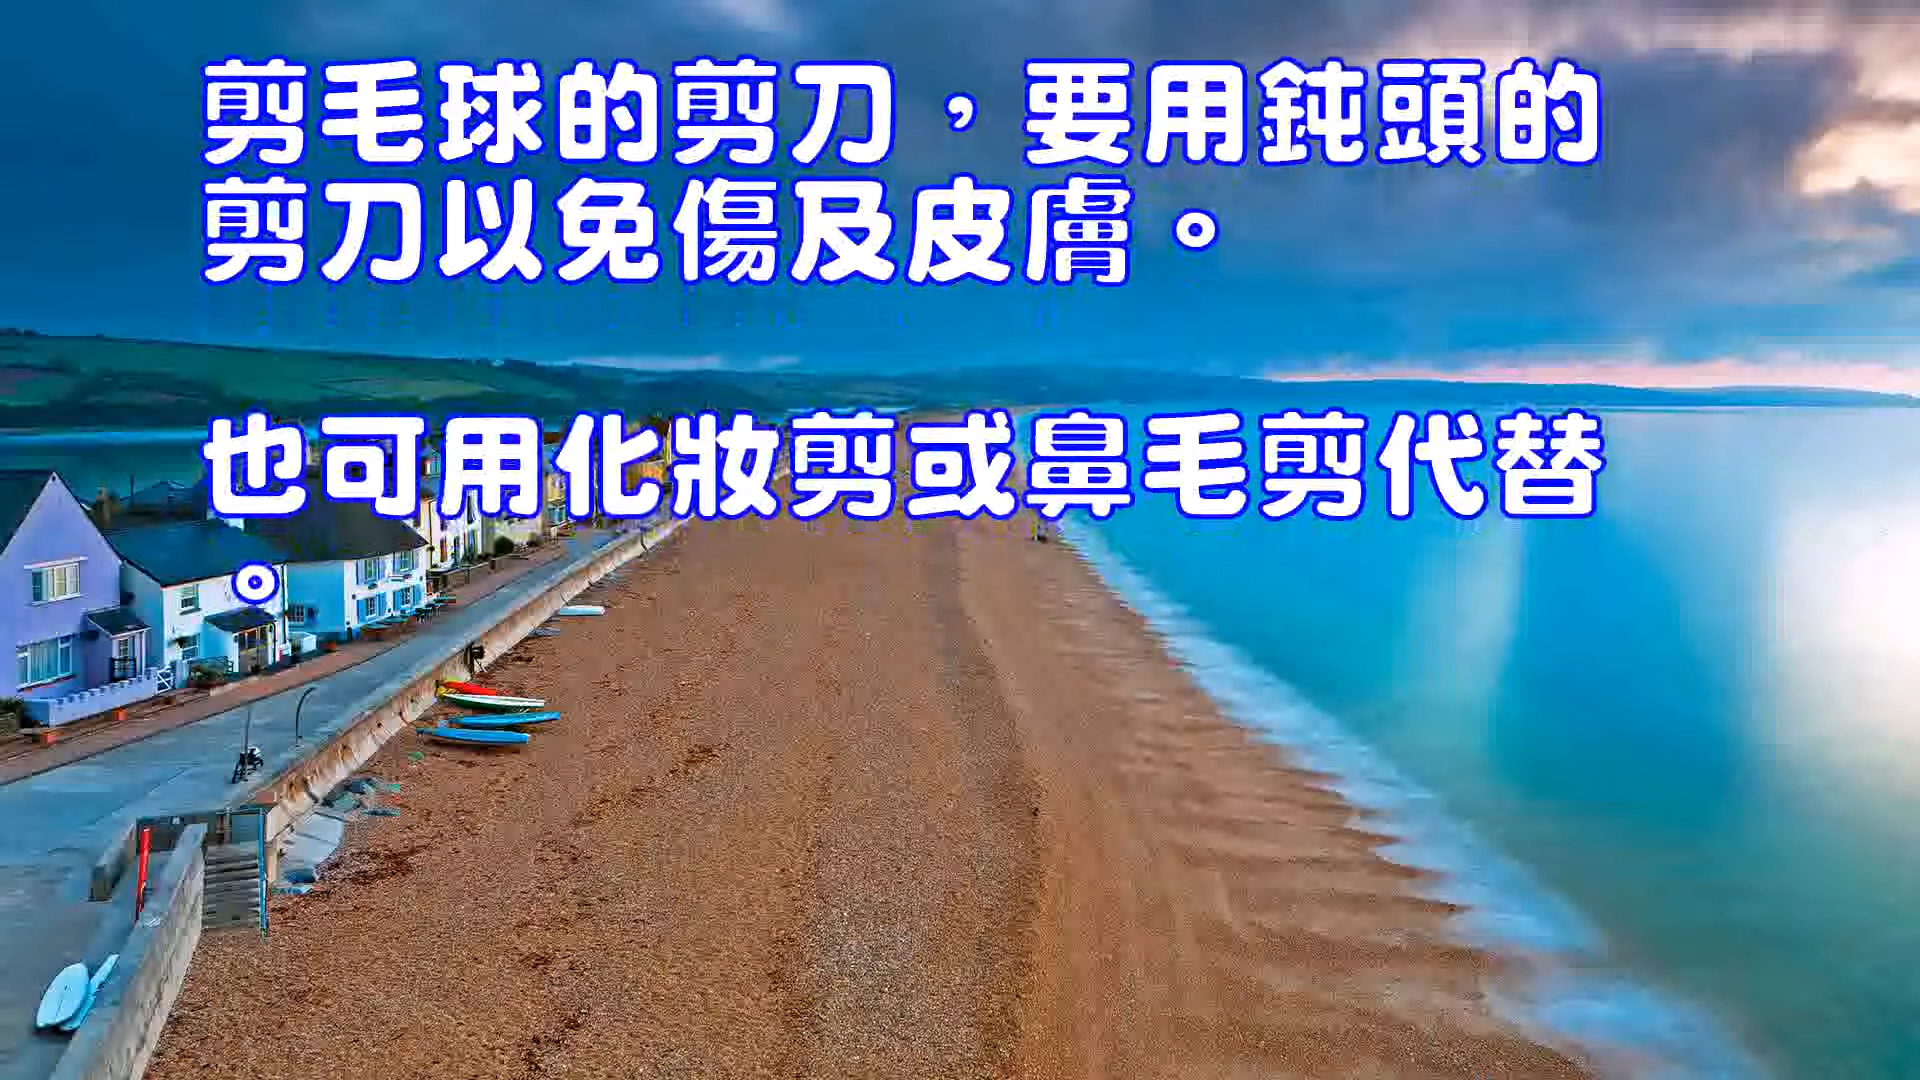 剪毛球的剪刀，要用鈍頭的
剪刀以免傷及皮膚。
也可用化妝剪或鼻毛剪代替
。